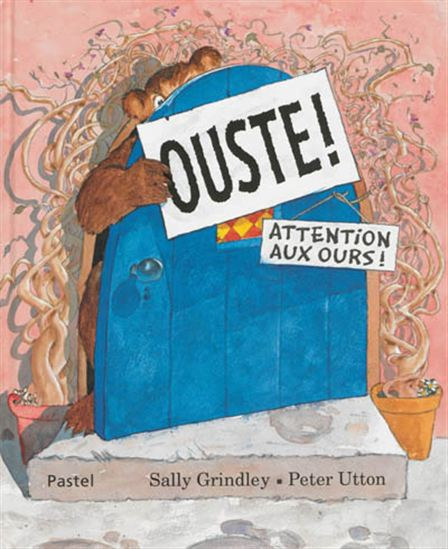 OUSTE!
ATTENTION
AUX OURS!
Pastel
Sally Grindley ▪ Peter Utton